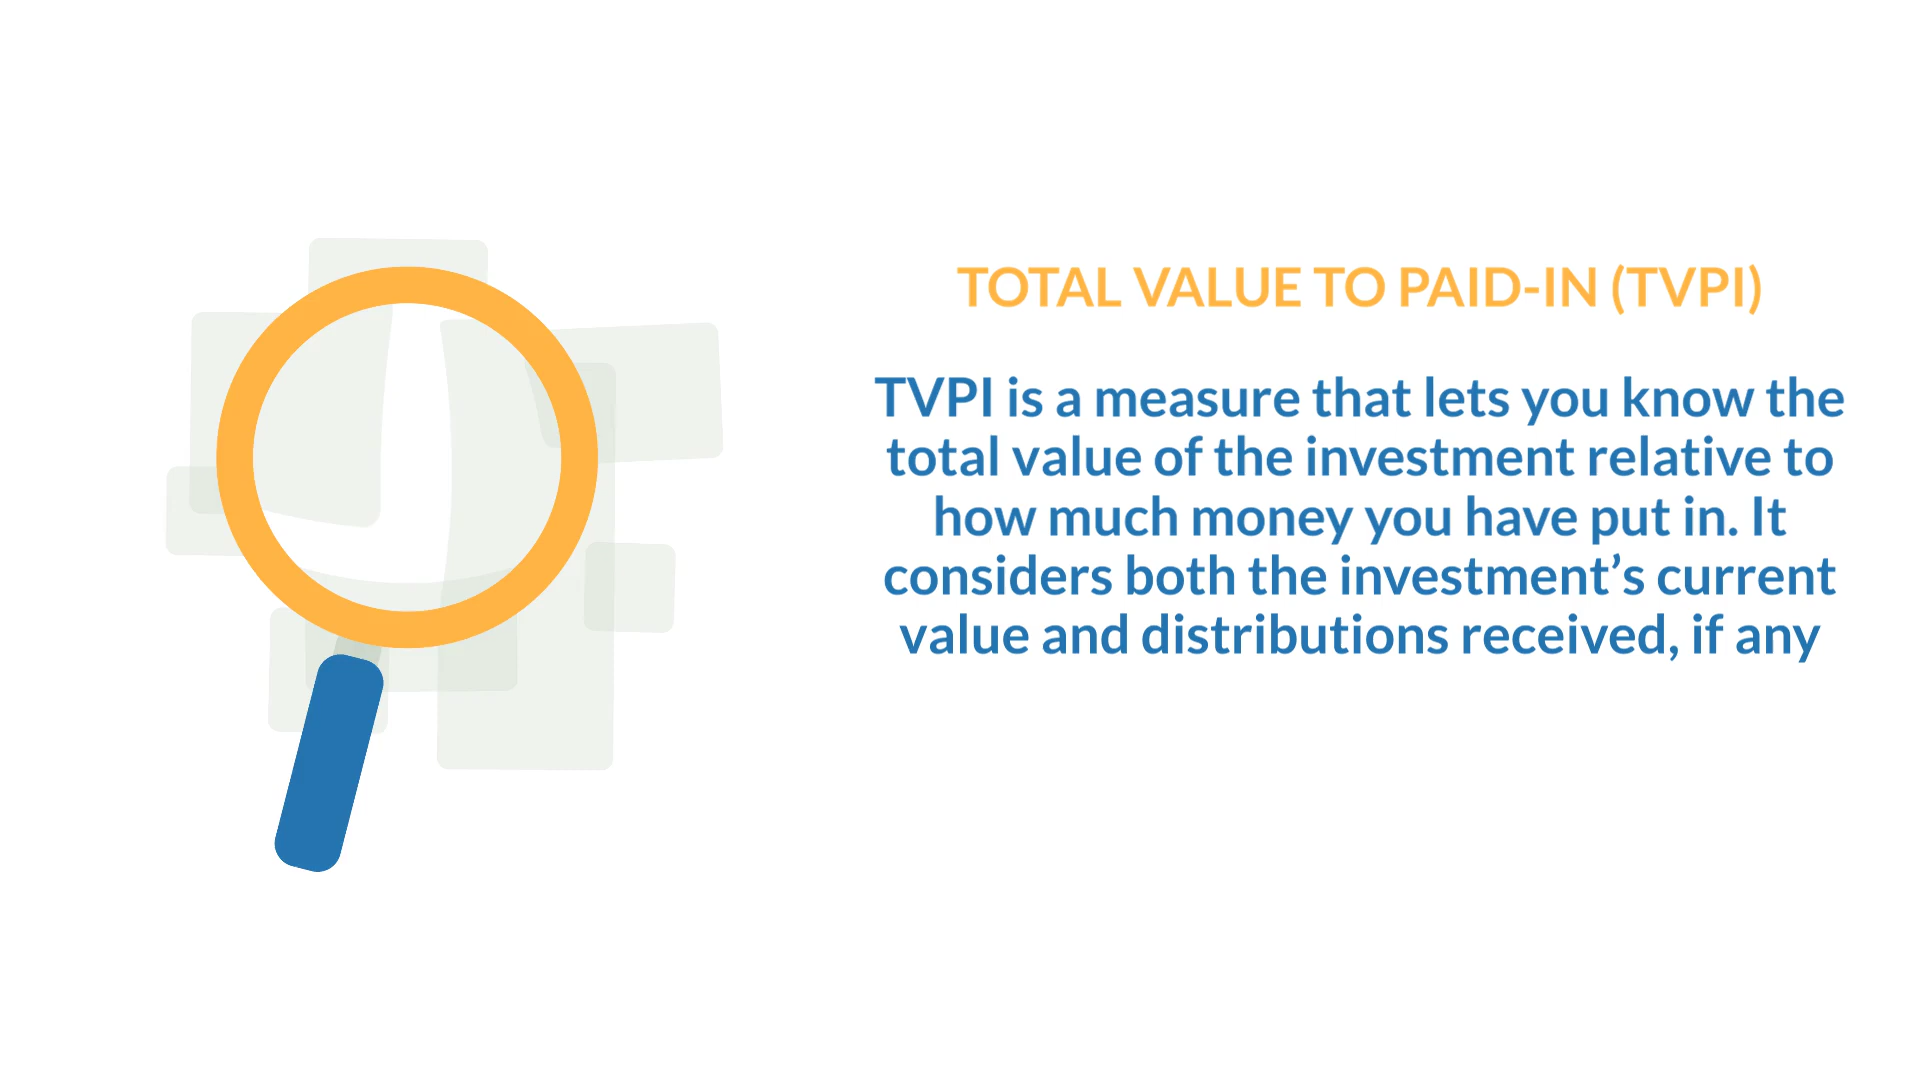 TOTAL VALUE TO PAID-IN (TVPI)
TVPI is a measure that lets you know the
total value of the investment relative to
how much money you have put in. It
considers both the investment’s current
value and distributions received, if any